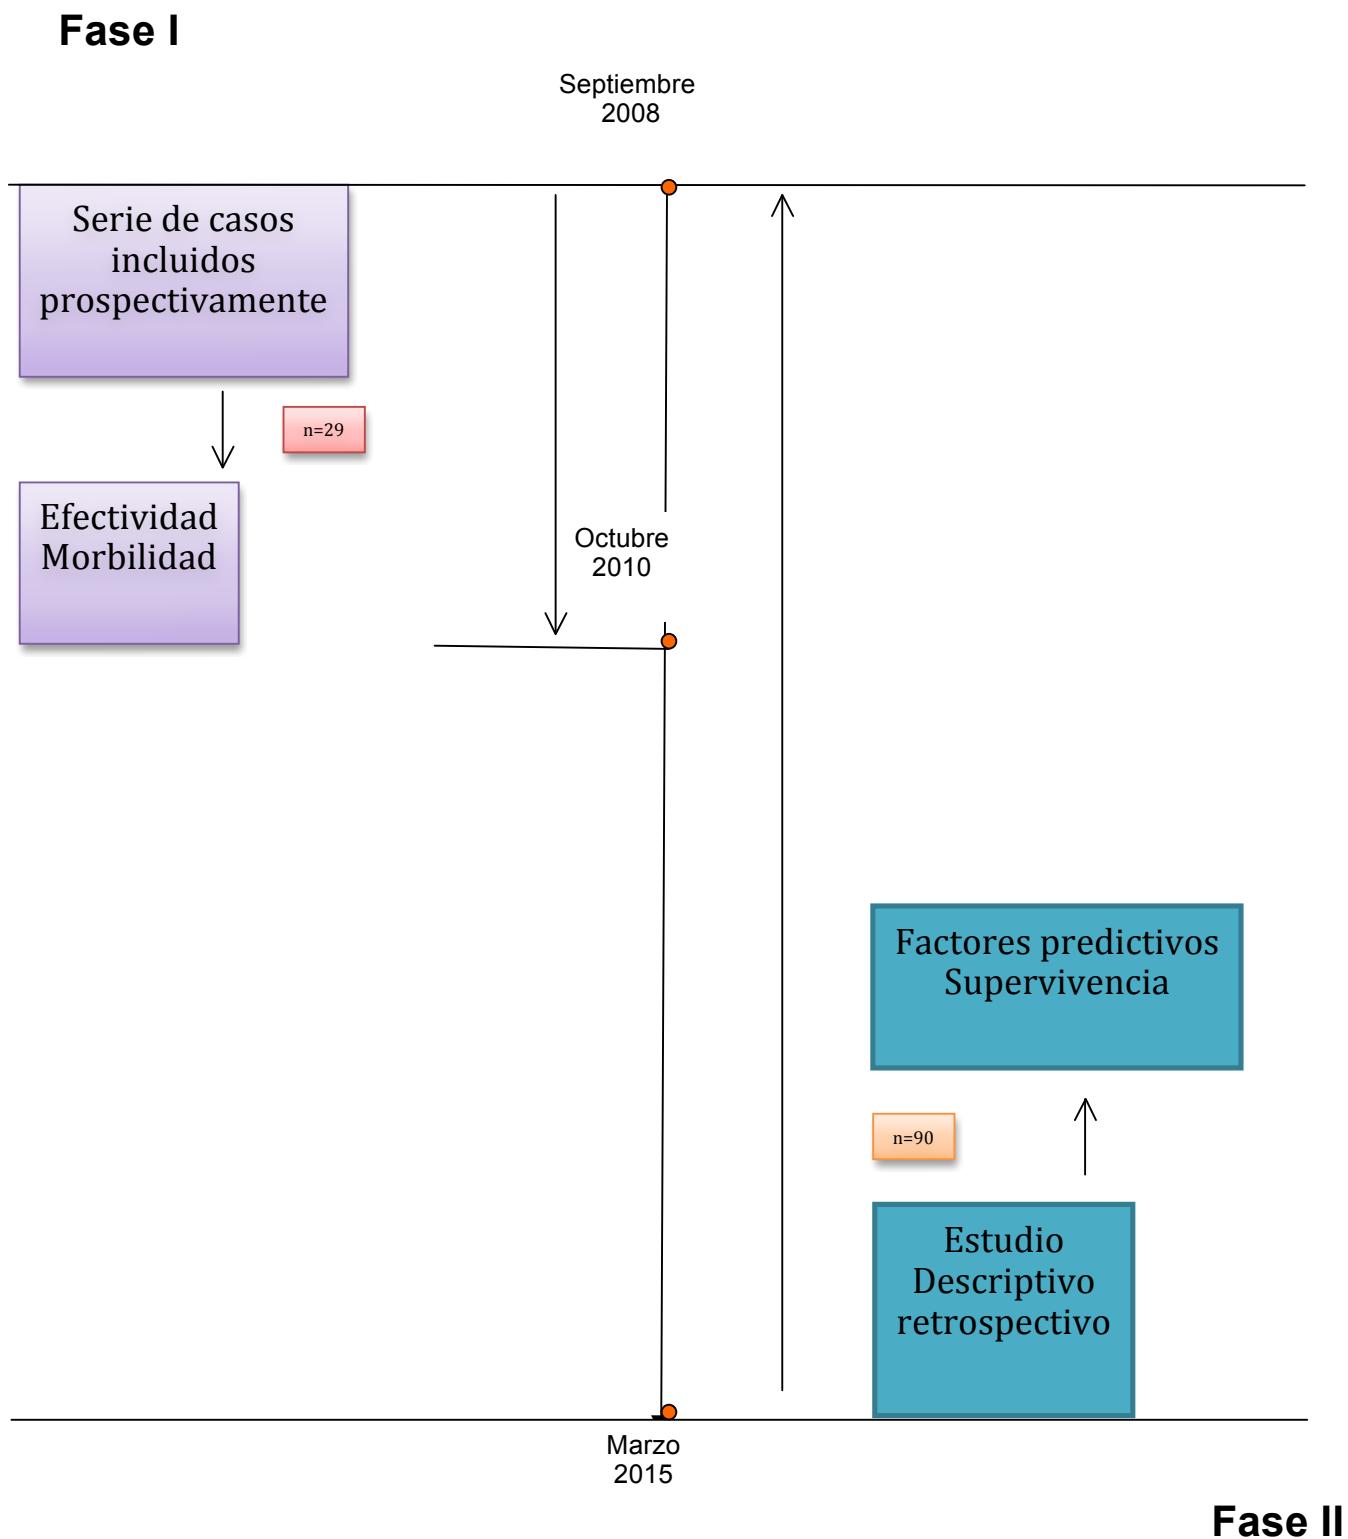 Fase I
Septiembre
2008
Serie de casos
incluidos
prospectivamente
n=29
Efectividad
Morbilidad
Octubre
2010
Factores predictivos
Supervivencia
n=90
Estudio
Descriptivo
retrospectivo
Marzo
2015
Fase II